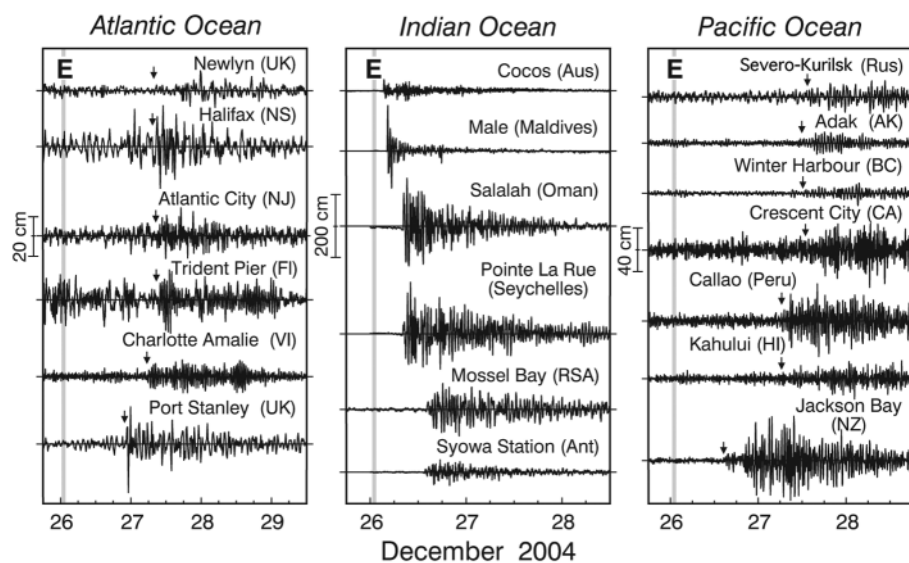 Atlantic Ocean
E
Newlyn (UK)
Halifax (NS)
Atlantic City (NJ)
20 cm
Trident Pier (Fl)
Charlotte Amalie (VI)
Port Stanley (UK)
26 27 28 29
Indian Ocean
E
Cocos (Aus)
Male (Maldives)
Salalah (Oman)
200 cm
Pointe La Rue
(Seychelles)
Mossel Bay (RSA)
Syowa Station (Ant)
26 27 28
Pacific Ocean
E
Severo-Kurilsk (Rus)
Adak (AK)
Winter Harbour (BC)
Crescent City (CA)
40 cm
Callao (Peru)
Kahului (HI)
Jackson Bay
(NZ)
26 27 28
December 2004